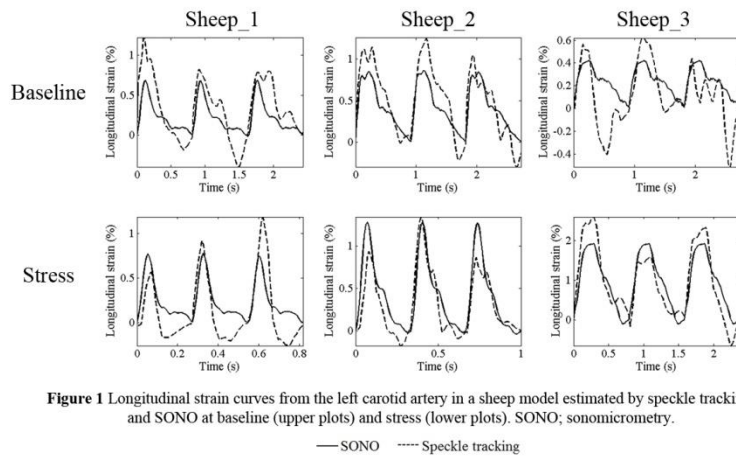 Sheep_1 Sheep_2 Sheep_3
Baseline
Longitudinal strain (%)
1
0.5
0
0 0.5 1 1.5 2
Time (s)
Longitudinal strain (%)
1
0.5
0
0 1 2
Time (s)
Longitudinal strain (%)
0.6
0.4
0.2
0
-0.2
-0.4
0 1 2
Time (s)
Stress
Longitudinal strain (%)
1
0.5
0
0 0.2 0.4 0.6 0.8
Time (s)
Longitudinal strain (%)
1
0.5
0
0 0.5 1
Time (s)
Longitudinal strain (%)
2
1
0
0 0.5 1 1.5 2
Time (s)
Figure 1 Longitudinal strain curves from the left carotid artery in a sheep model estimated by speckle trackin
and SONO at baseline (upper plots) and stress (lower plots). SONO; sonomicrometry.
SONO Speckle tracking